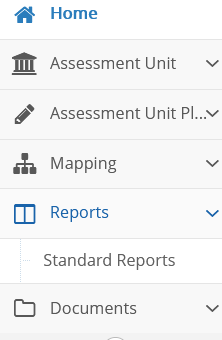 Home
Assessment Unit
Assessment Unit Pl...
Mapping
Reports
Standard Reports
Documents